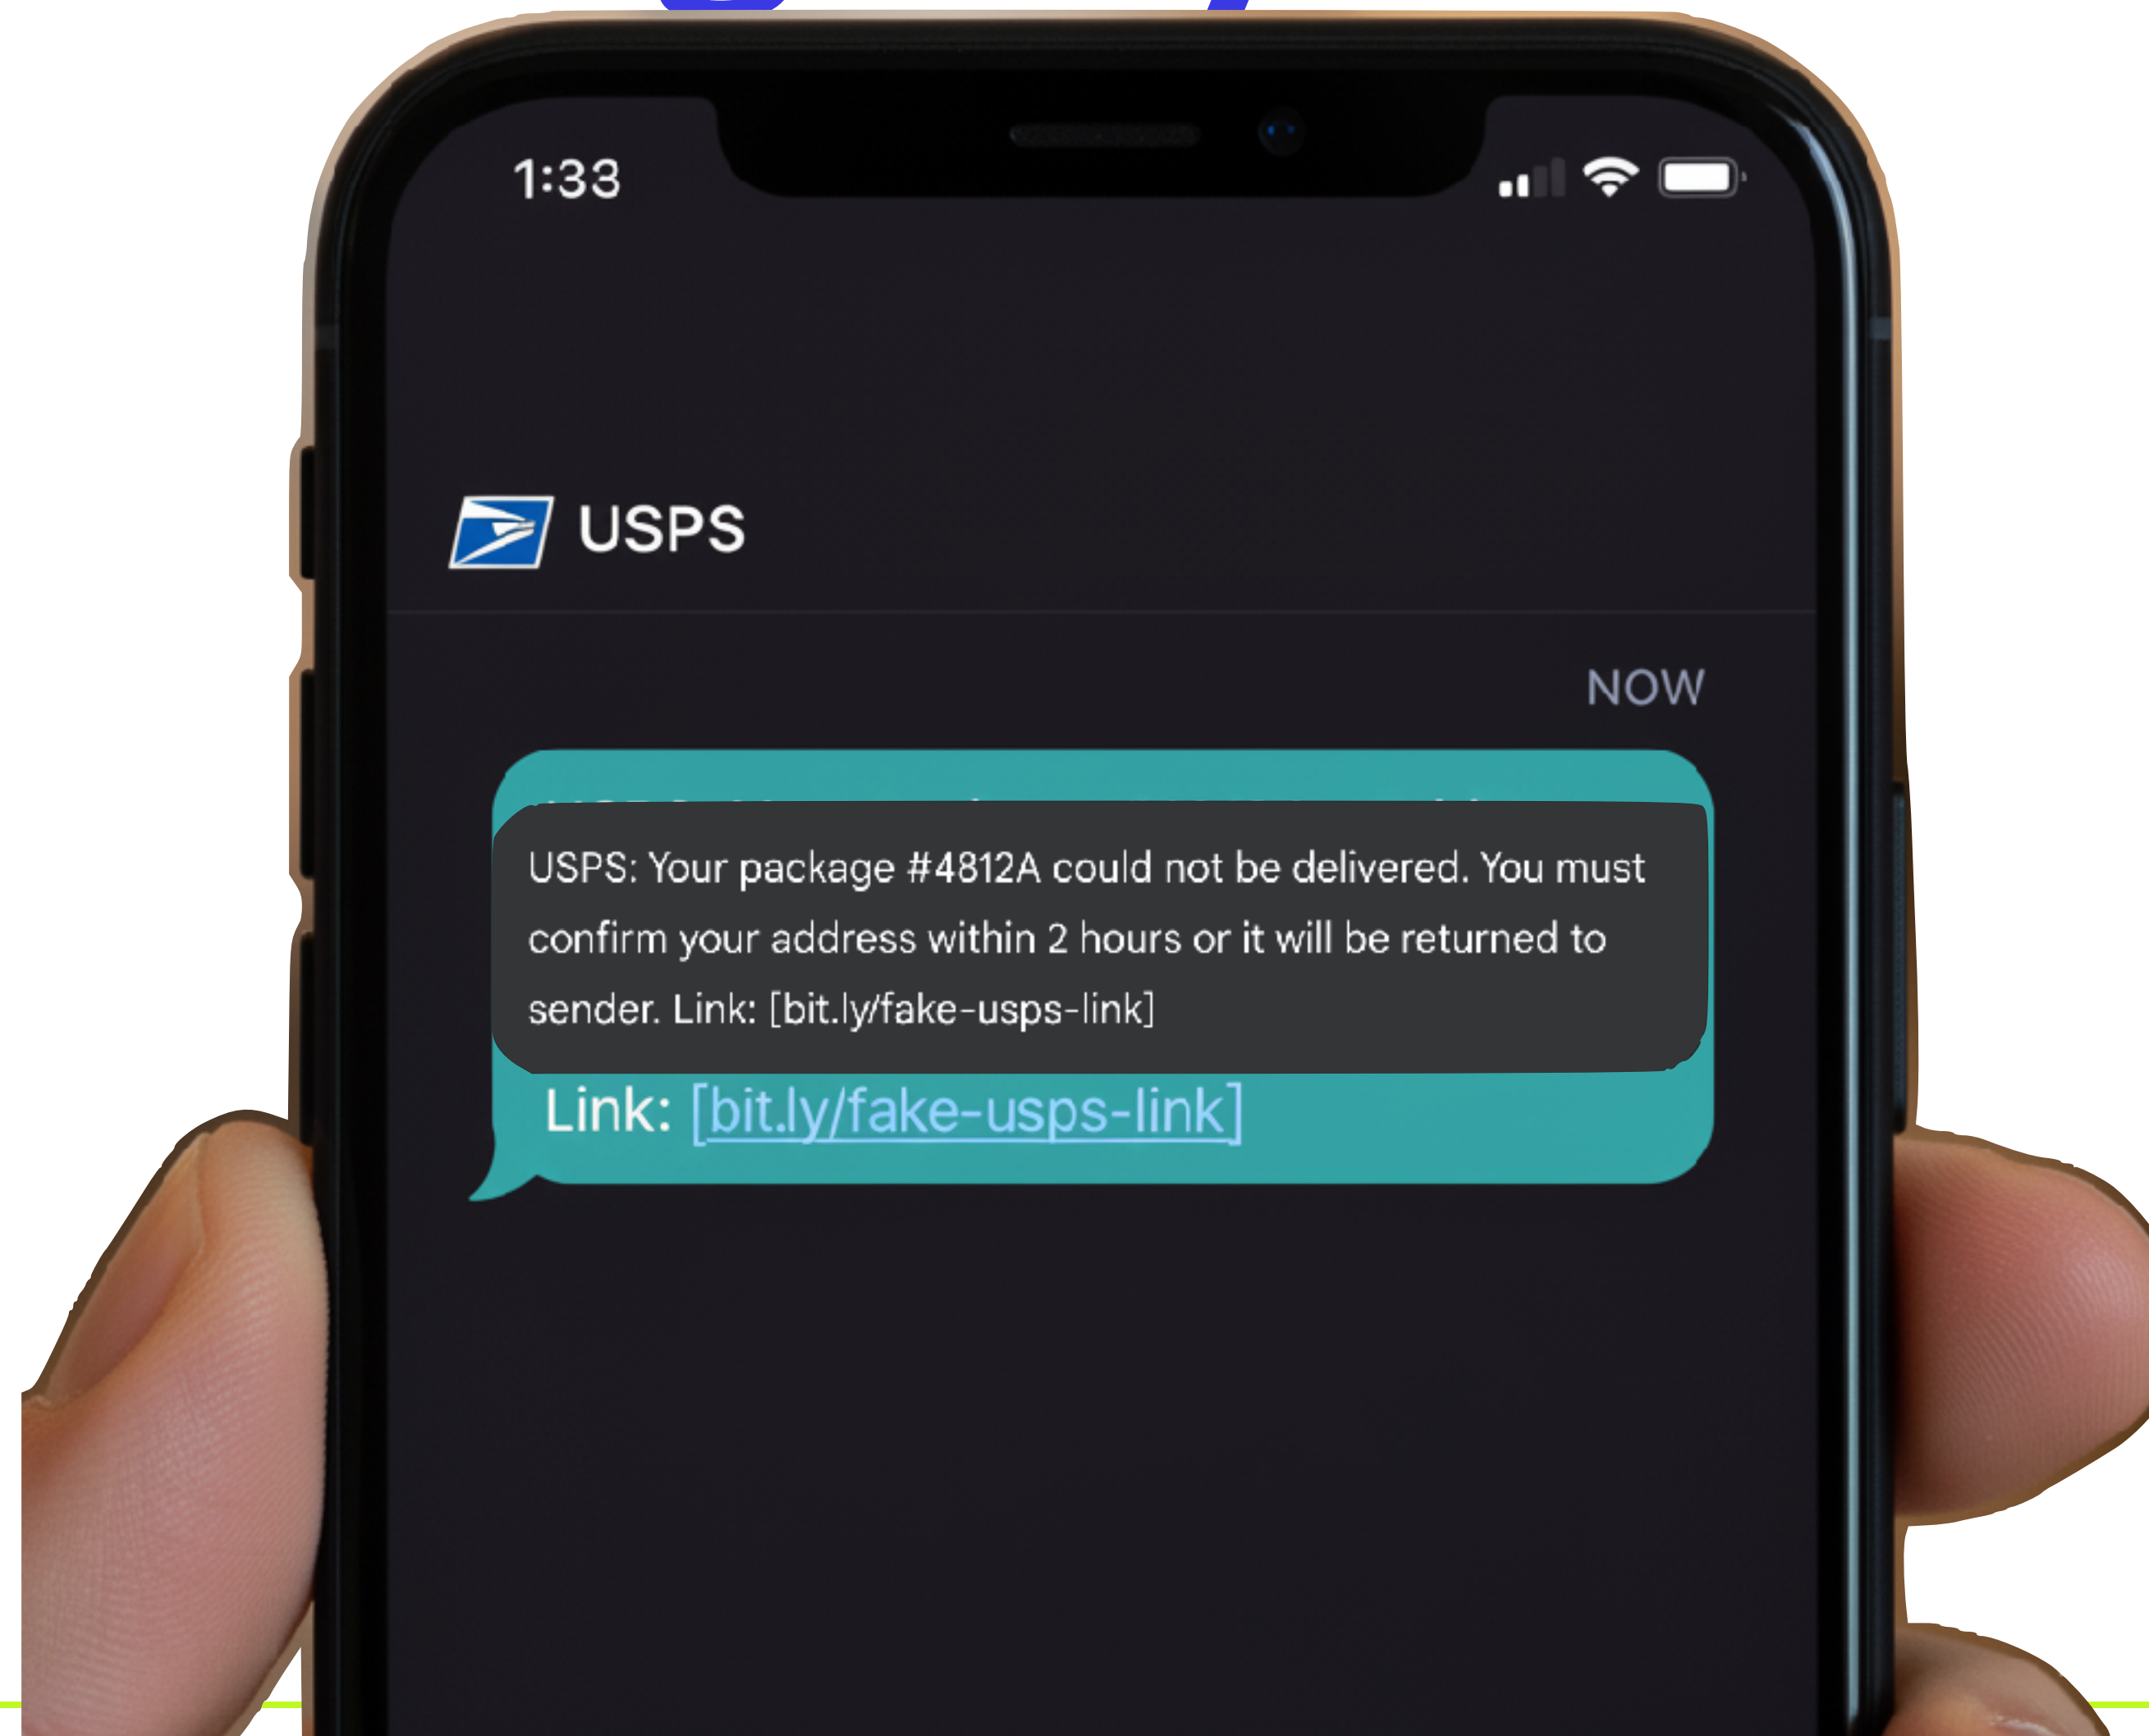 1:33
USPS
NOW
USPS: Your package #4812A could not be delivered. You must
confirm your address within 2 hours or it will be returned to
sender. Link: [bit.ly/fake-usps-link]
Link: [bit.ly/fake-usps-link]